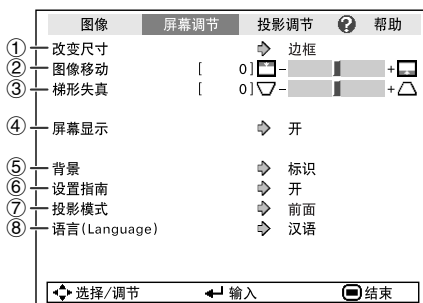 图像 屏幕调节 投影调节 ? 帮助
① 改变尺寸 边框
② 图像移动 [ 0] - +
③ 梯形失真 [ 0] - +
④ 屏幕显示 开
⑤ 背景 标识
⑥ 设置指南 开
⑦ 投影模式 前面
⑧ 语言(Language) 汉语
选择/调节 输入 结束